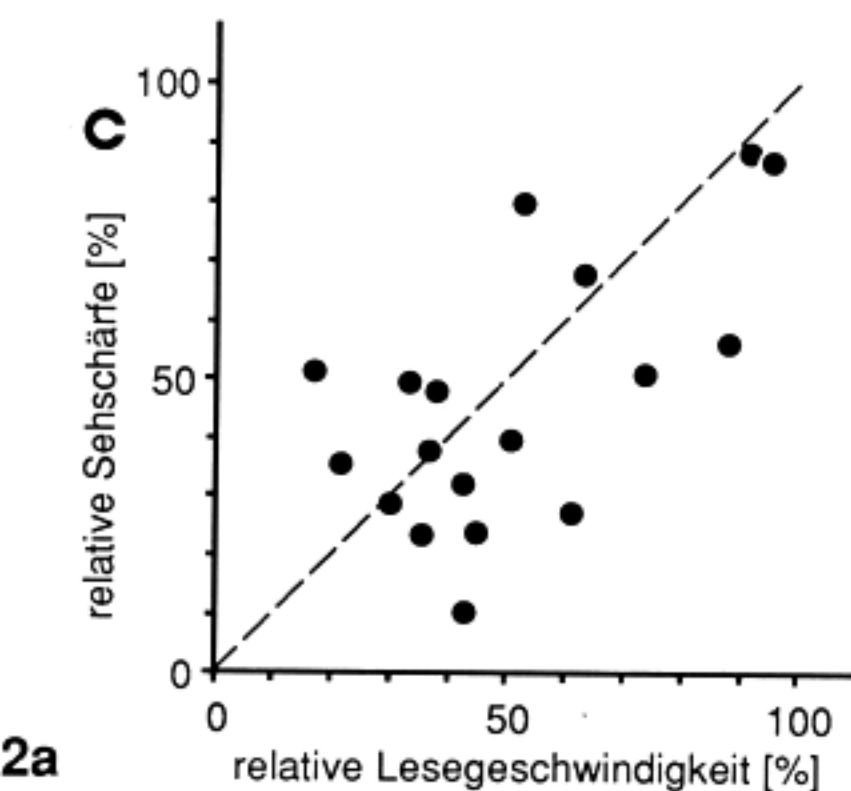 100
C
relative Sehschärfe [%]
50
0
0 50 100
2a
relative Lesegeschwindigkeit [%]